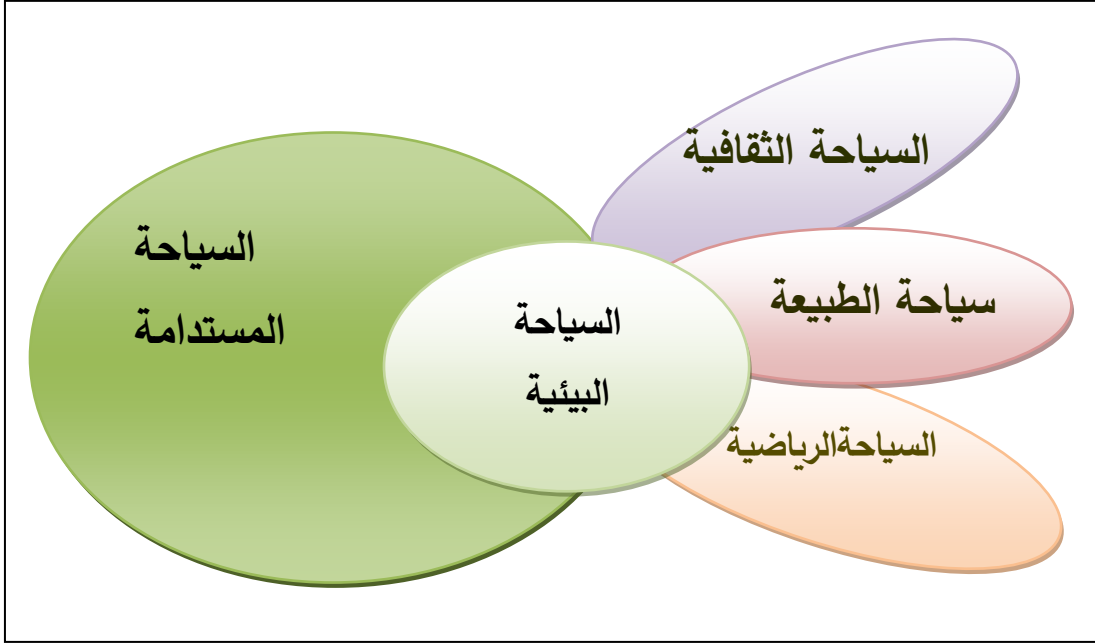 السياحة الثقافية
السياحة
المستدامة
سياحة الطبيعة
السياحة
البيئية
السياحةالرياضية